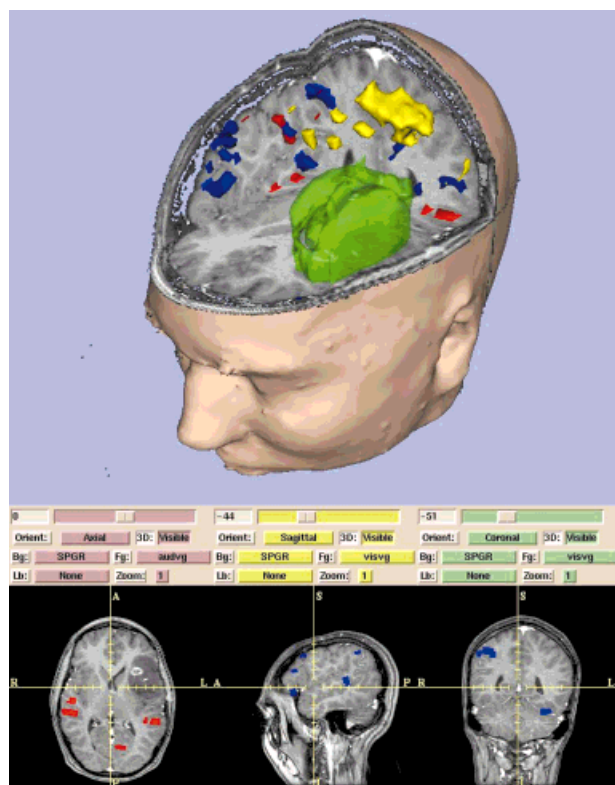 0 -44 -51
Orient: Axial 3D: Visible Orient: Sagittal 3D: Visible Orient: Coronal 3D: Visible
Bg: SPGR Fg: audvg Bg: SPGR Fg: visvg Bg: SPGR Fg: visvg
Lb: None Zoom: 1 Lb: None Zoom: 1 Lb: None Zoom: 1
A S S
R L A P R L
P I I